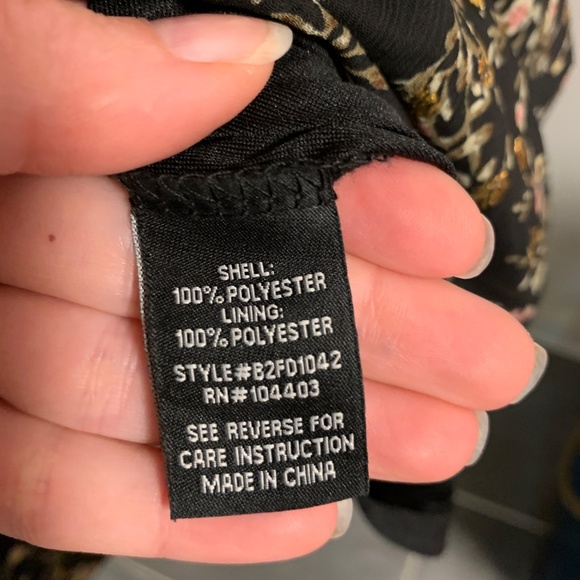 SHELL:
100% POLYESTER
LINING:
100% POLYESTER
STYLE#B2FD1042
RN#104403
SEE REVERSE FOR
CARE INSTRUCTION
MADE IN CHINA